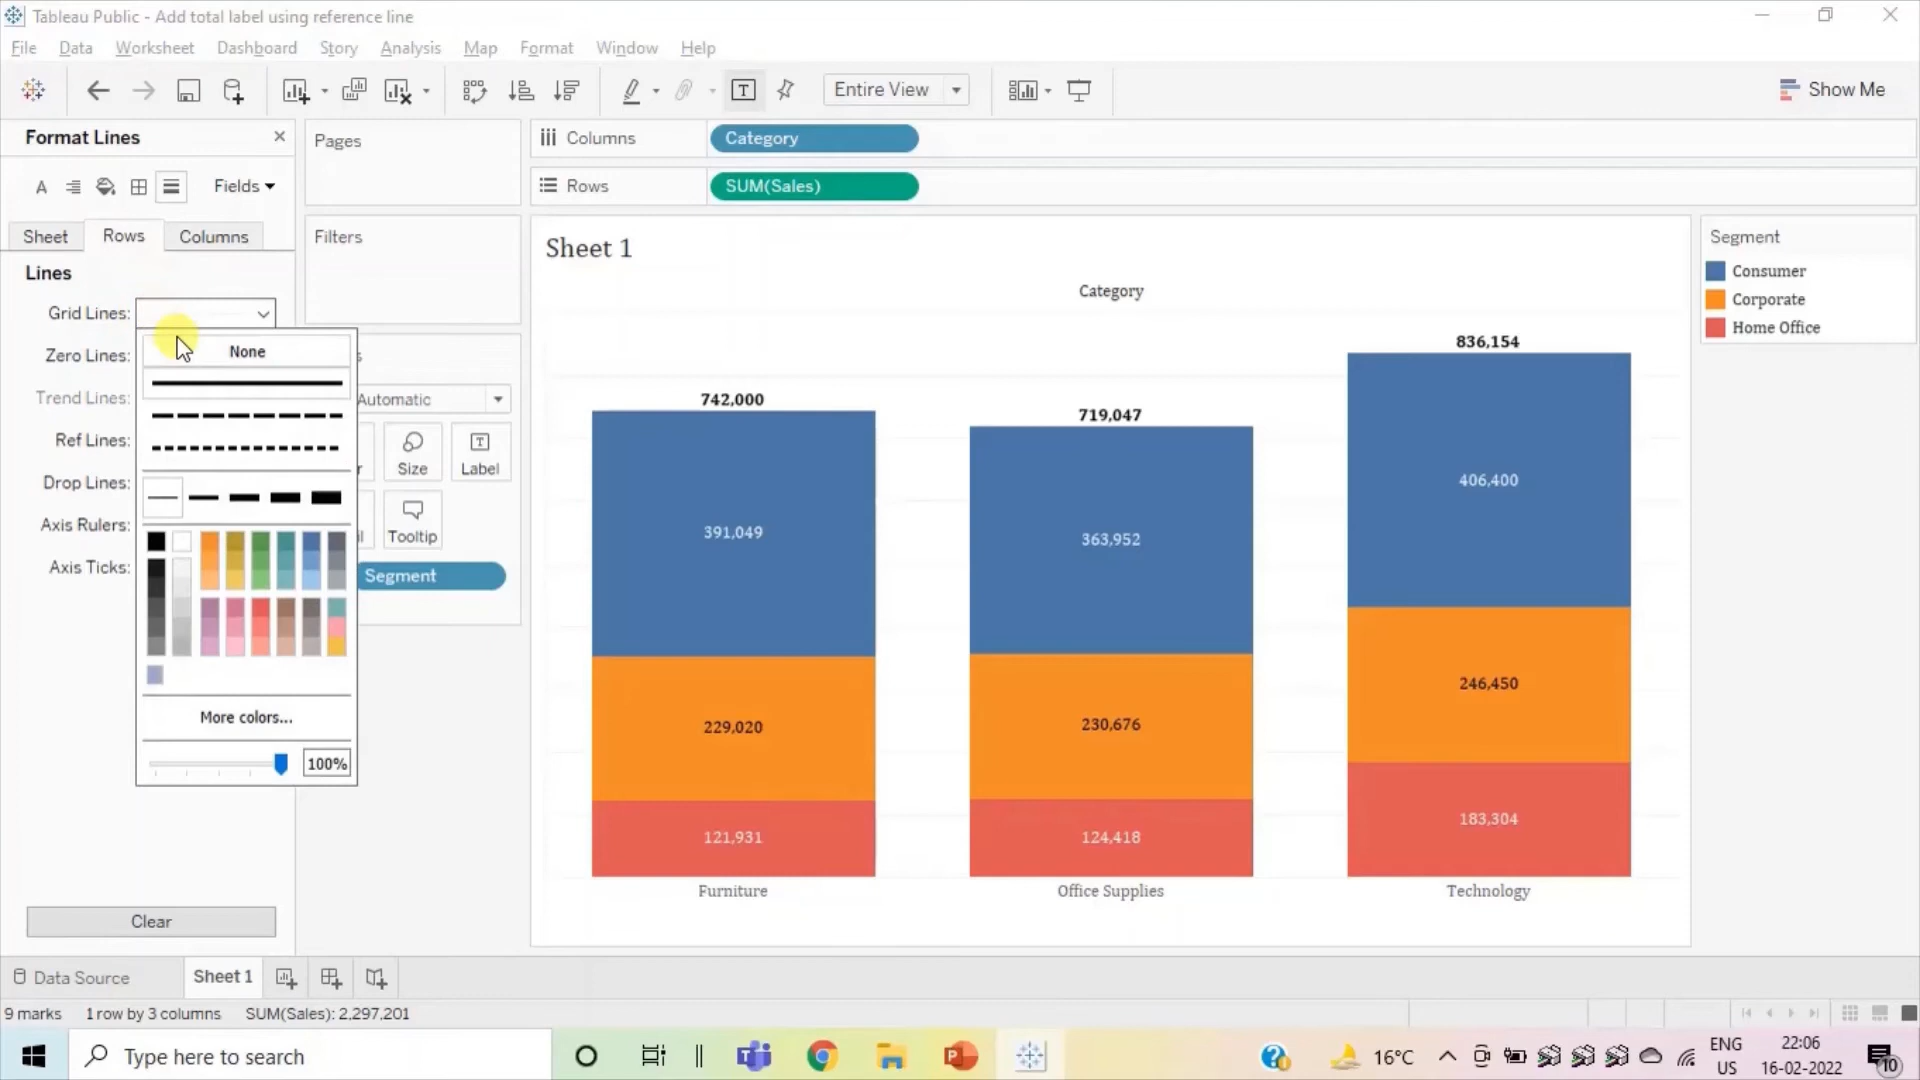 Tableau Public - Add total label using reference line
File Data Worksheet Dashboard Story Analysis Map Format Window Help
Entire View
Show Me
Format Lines
Fields
Sheet Rows Columns
Lines
Grid Lines:
Zero Lines:
Trend Lines:
Ref Lines:
Drop Lines:
Axis Rulers:
Axis Ticks:
None
More colors...
100%
Clear
Pages
Filters
Automatic
Size
Label
Tooltip
Segment
Columns
Category
Rows
SUM(Sales)
Sheet 1
Category
742,000
719,047
836,154
391,049
363,952
406,400
229,020
230,676
246,450
121,931
124,418
183,304
Furniture
Office Supplies
Technology
Segment
Consumer
Corporate
Home Office
Data Source
Sheet 1
9 marks
1 row by 3 columns
SUM(Sales): 2,297,201
Type here to search
16°C
ENG
US
22:06
16-02-2022
10